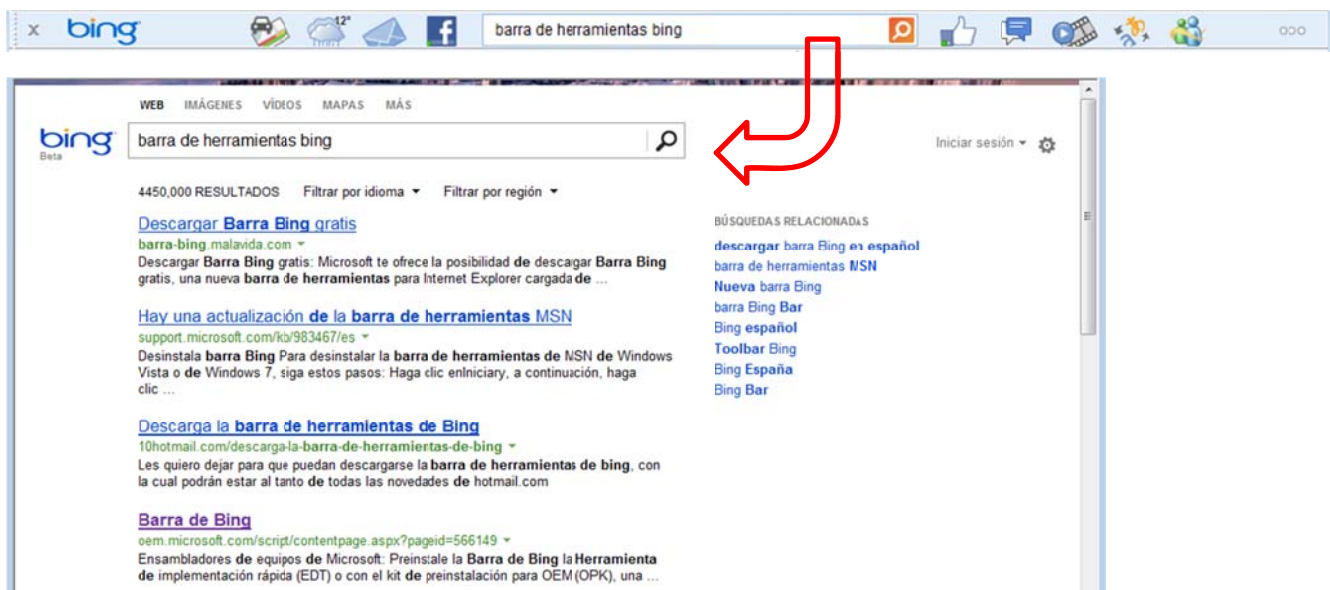 x bing 12° barra de herramientas bing
WEB IMÁGENES VÍDIOS MAPAS MÁS
bing
Beta
barra de herramientas bing
Iniciar sesión
4450,000 RESULTADOS Filtrar por idioma Filtrar por región
Descargar Barra Bing gratis
barra-bing.malavida.com
Descargar Barra Bing gratis: Microsoft te ofrece la posibilidad de descargar Barra Bing
gratis, una nueva barra de herramientas para Internet Explorer cargada de ...
Hay una actualización de la barra de herramientas MSN
support.microsoft.com/kb/983467/es
Desinstala barra Bing Para desinstalar la barra de herramientas de MSN de Windows
Vista o de Windows 7, siga estos pasos: Haga clic enIniciary, a continuación, haga
clic ...
Descarga la barra de herramientas de Bing
10hotmail.com/descarga-la-barra-de-herramientas-de-bing
Les quiero dejar para que puedan descargarse la barra de herramientas de bing, con
la cual podrán estar al tanto de todas las novedades de hotmail.com
Barra de Bing
oem.microsoft.com/script/contentpage.aspx?pageid=566149
Ensambladores de equipos de Microsoft: Preinstale la Barra de Bing la Herramienta
de implementación rápida (EDT) o con el kit de preinstalación para OEM (OPK), una ...
BÚSQUEDAS RELACIONADAS
descargar barra Bing en español
barra de herramientas MSN
Nueva barra Bing
barra Bing Bar
Bing español
Toolbar Bing
Bing España
Bing Bar